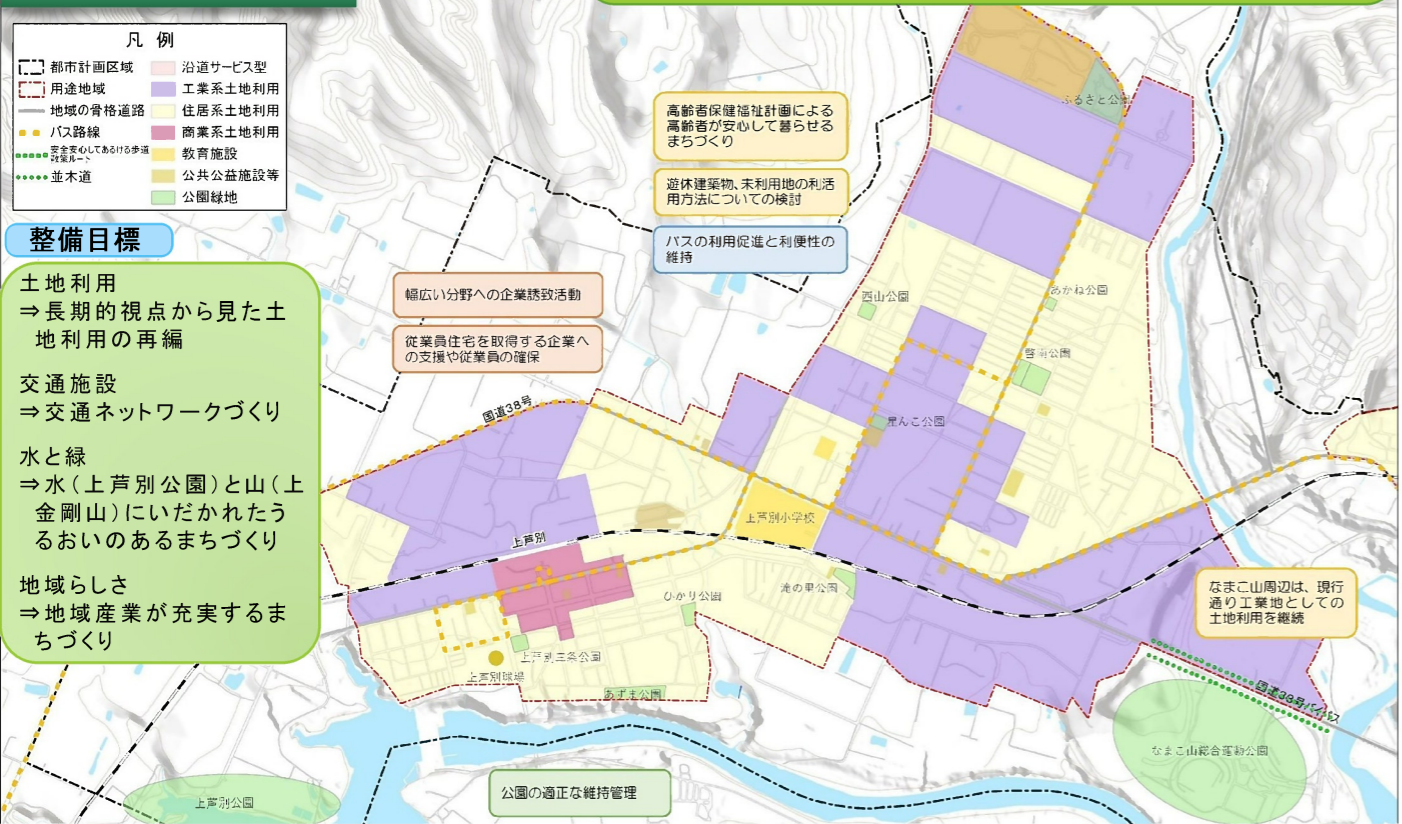 凡 例
都市計画区域
用途地域
地域の骨格道路
バス路線
安全安心してあるける歩道
政策ルート
並木道
沿道サービス型
工業系土地利用
住居系土地利用
商業系土地利用
教育施設
公共公益施設等
公園緑地
整備目標
土地利用
⇒長期的視点から見た土
地利用の再編
交通施設
⇒交通ネットワークづくり
水と緑
⇒水(上芦別公園)と山(上
金剛山)にいだかれたう
るおいのあるまちづくり
地域らしさ
⇒地域産業が充実するま
ちづくり
高齢者保健福祉計画による
高齢者が安心して暮らせる
まちづくり
遊休建築物、未利用地の利活
用方法についての検討
バスの利用促進と利便性の
維持
幅広い分野への企業誘致活動
従業員住宅を取得する企業へ
の支援や従業員の確保
ふるさと公園
西山公園
あかね公園
啓南公園
星んこ公園
国道38号
上芦別小学校
上芦別
ひかり公園
滝の里公園
上芦別三条公園
上芦別球場
あずま公園
なまこ山周辺は、現行
通り工業地としての
土地利用を継続
国道38号バイパス
なまこ山総合運動公園
公園の適正な維持管理
上芦別公園